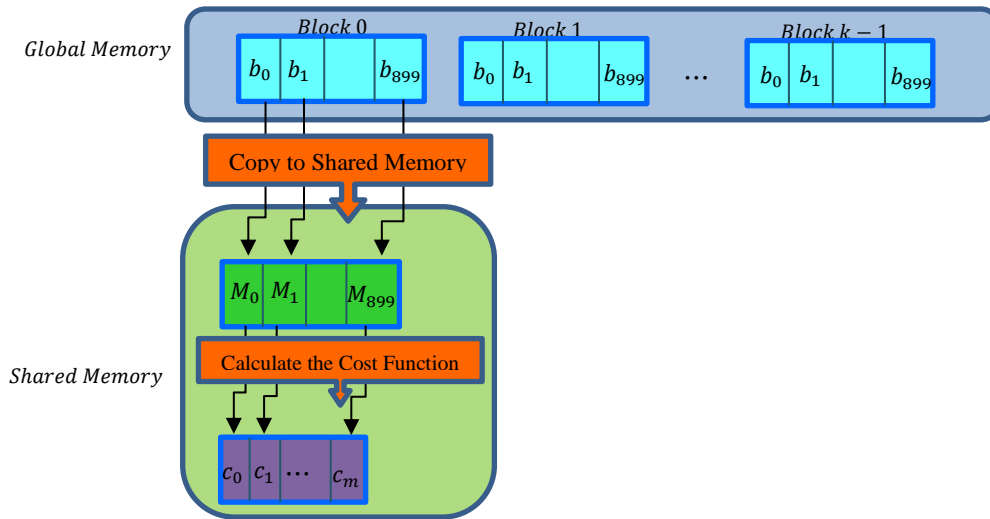 Block 0 Block 1 Block k − 1
Global Memory
b₀ b₁ b₈₉₉ b₀ b₁ b₈₉₉ ... b₀ b₁ b₈₉₉
Copy to Shared Memory
M₀ M₁ M₈₉₉
Calculate the Cost Function
Shared Memory
c₀ c₁ ... cₘ